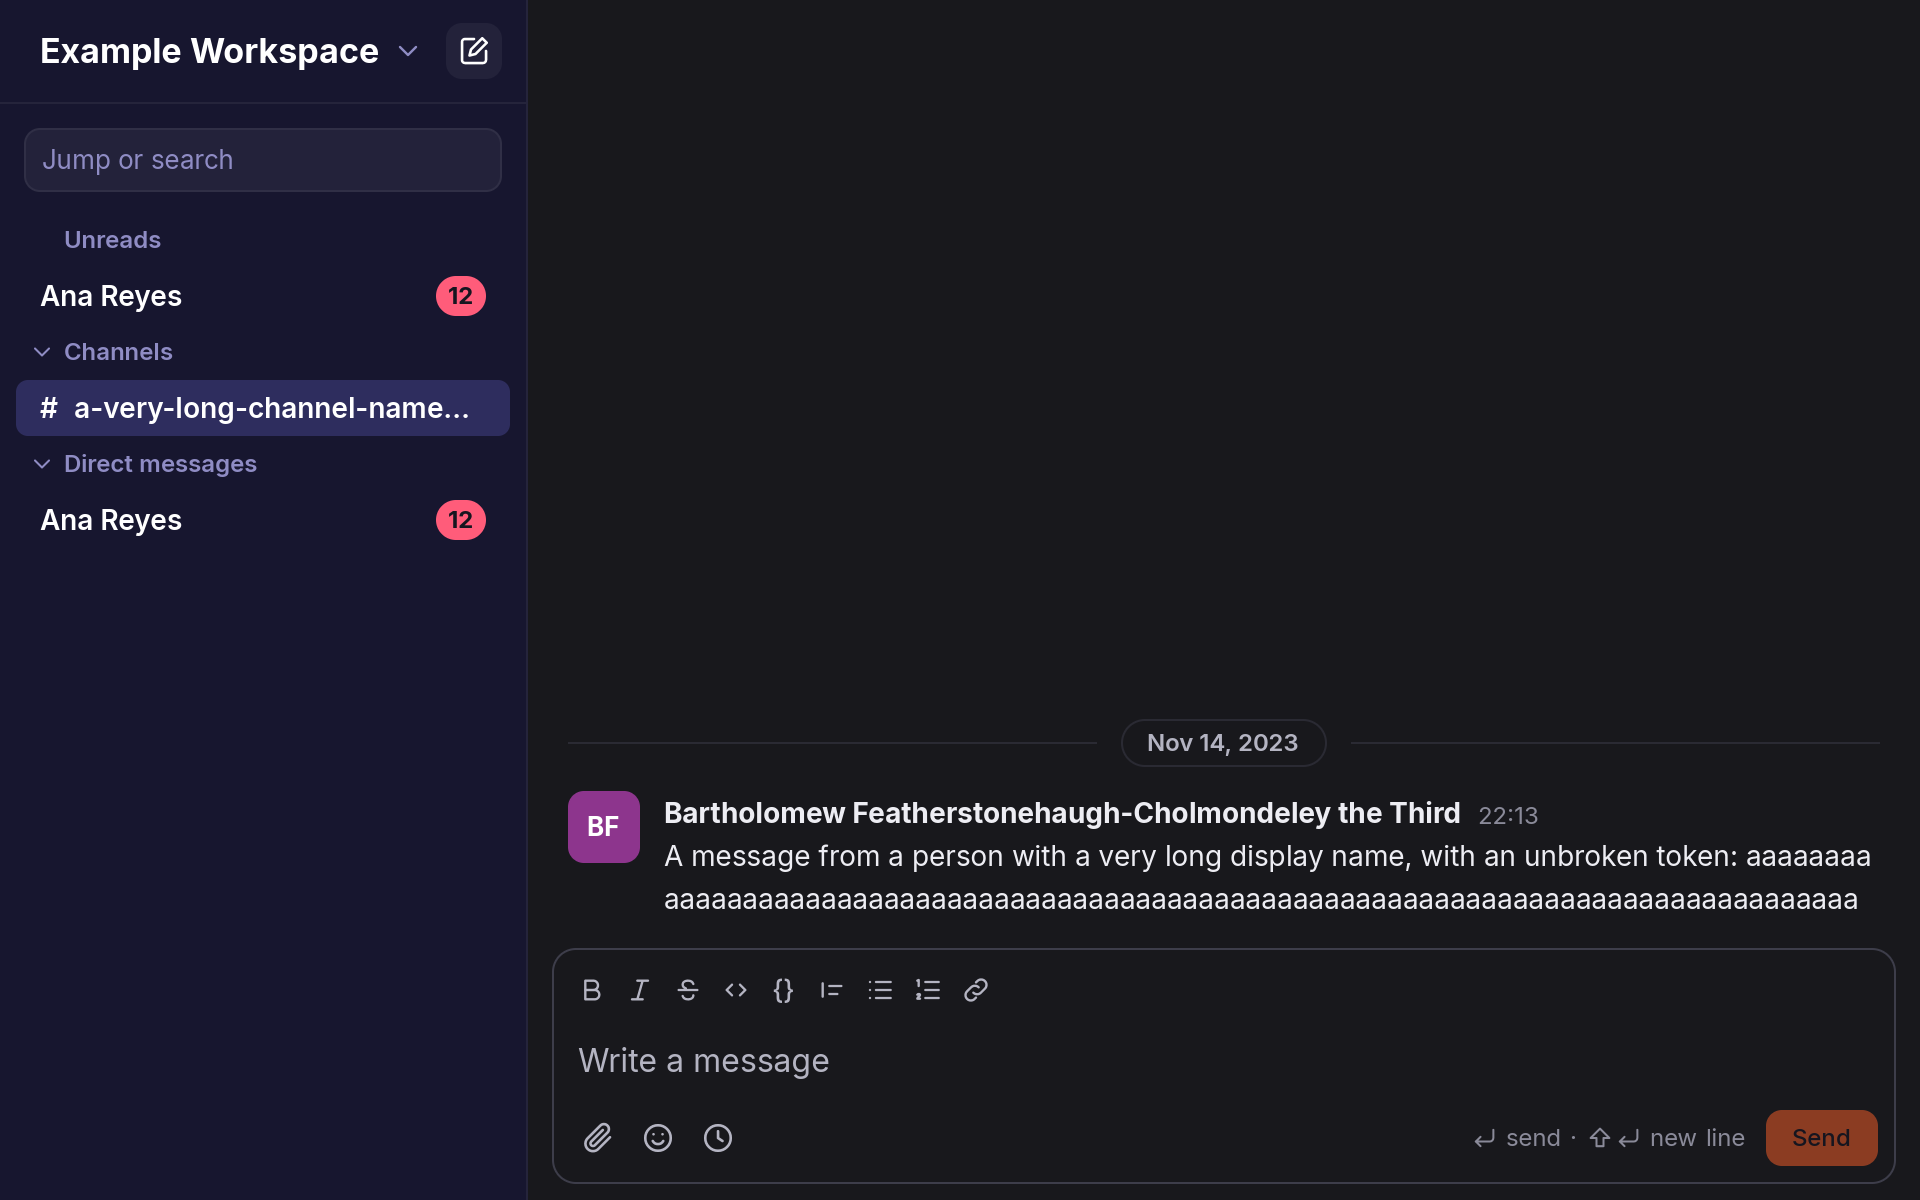 Example Workspace
Jump or search
Unreads
Ana Reyes 12
Channels
# a-very-long-channel-name...
Direct messages
Ana Reyes 12
Nov 14, 2023
BF
Bartholomew Featherstonehaugh-Cholmondeley the Third 22:13
A message from a person with a very long display name, with an unbroken token: aaaaaaaa
aaaaaaaaaaaaaaaaaaaaaaaaaaaaaaaaaaaaaaaaaaaaaaaaaaaaaaaaaaaaaaaaaaaaaaaaaaaa
Write a message
send · new line
Send